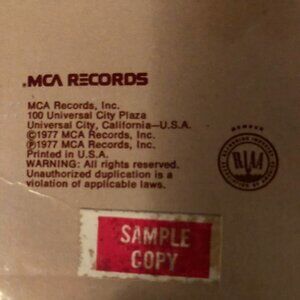 .MCA RECORDS
MCA Records, Inc.
100 Universal City Plaza
Universal City, California—U.S.A.
©1977 MCA Records, Inc.
℗1977 MCA Records, Inc.
Printed in U.S.A.
WARNING: All rights reserved.
Unauthorized duplication is a
violation of applicable laws.
MEMBER
RIAA
SAMPLE
COPY